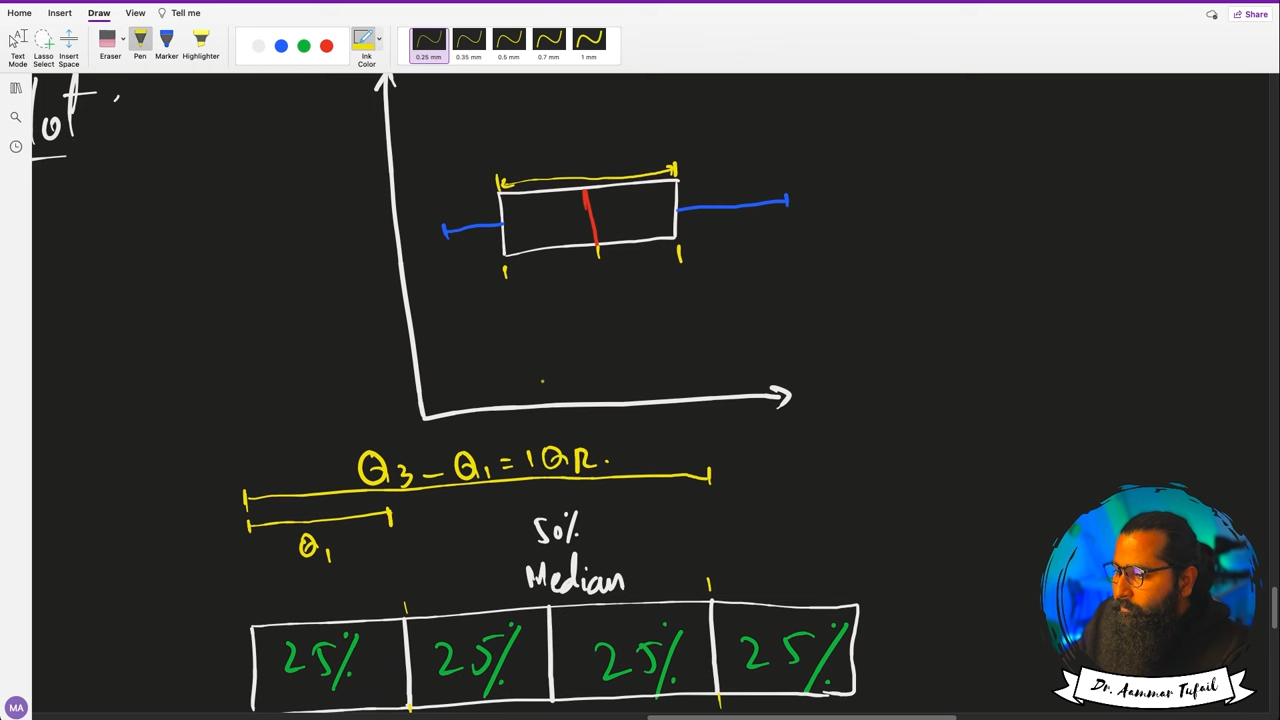 Home Insert Draw View Tell me
Share
Text Mode
Lasso Select
Insert Space
Eraser
Pen
Marker
Highlighter
Ink Color
0.25 mm
0.35 mm
0.5 mm
0.7 mm
1 mm
lot.
Q3 - Q1 = IQR.
Q1
50%
Median
25% 25% 25% 25%
Dr. Aammar Tufail
MA